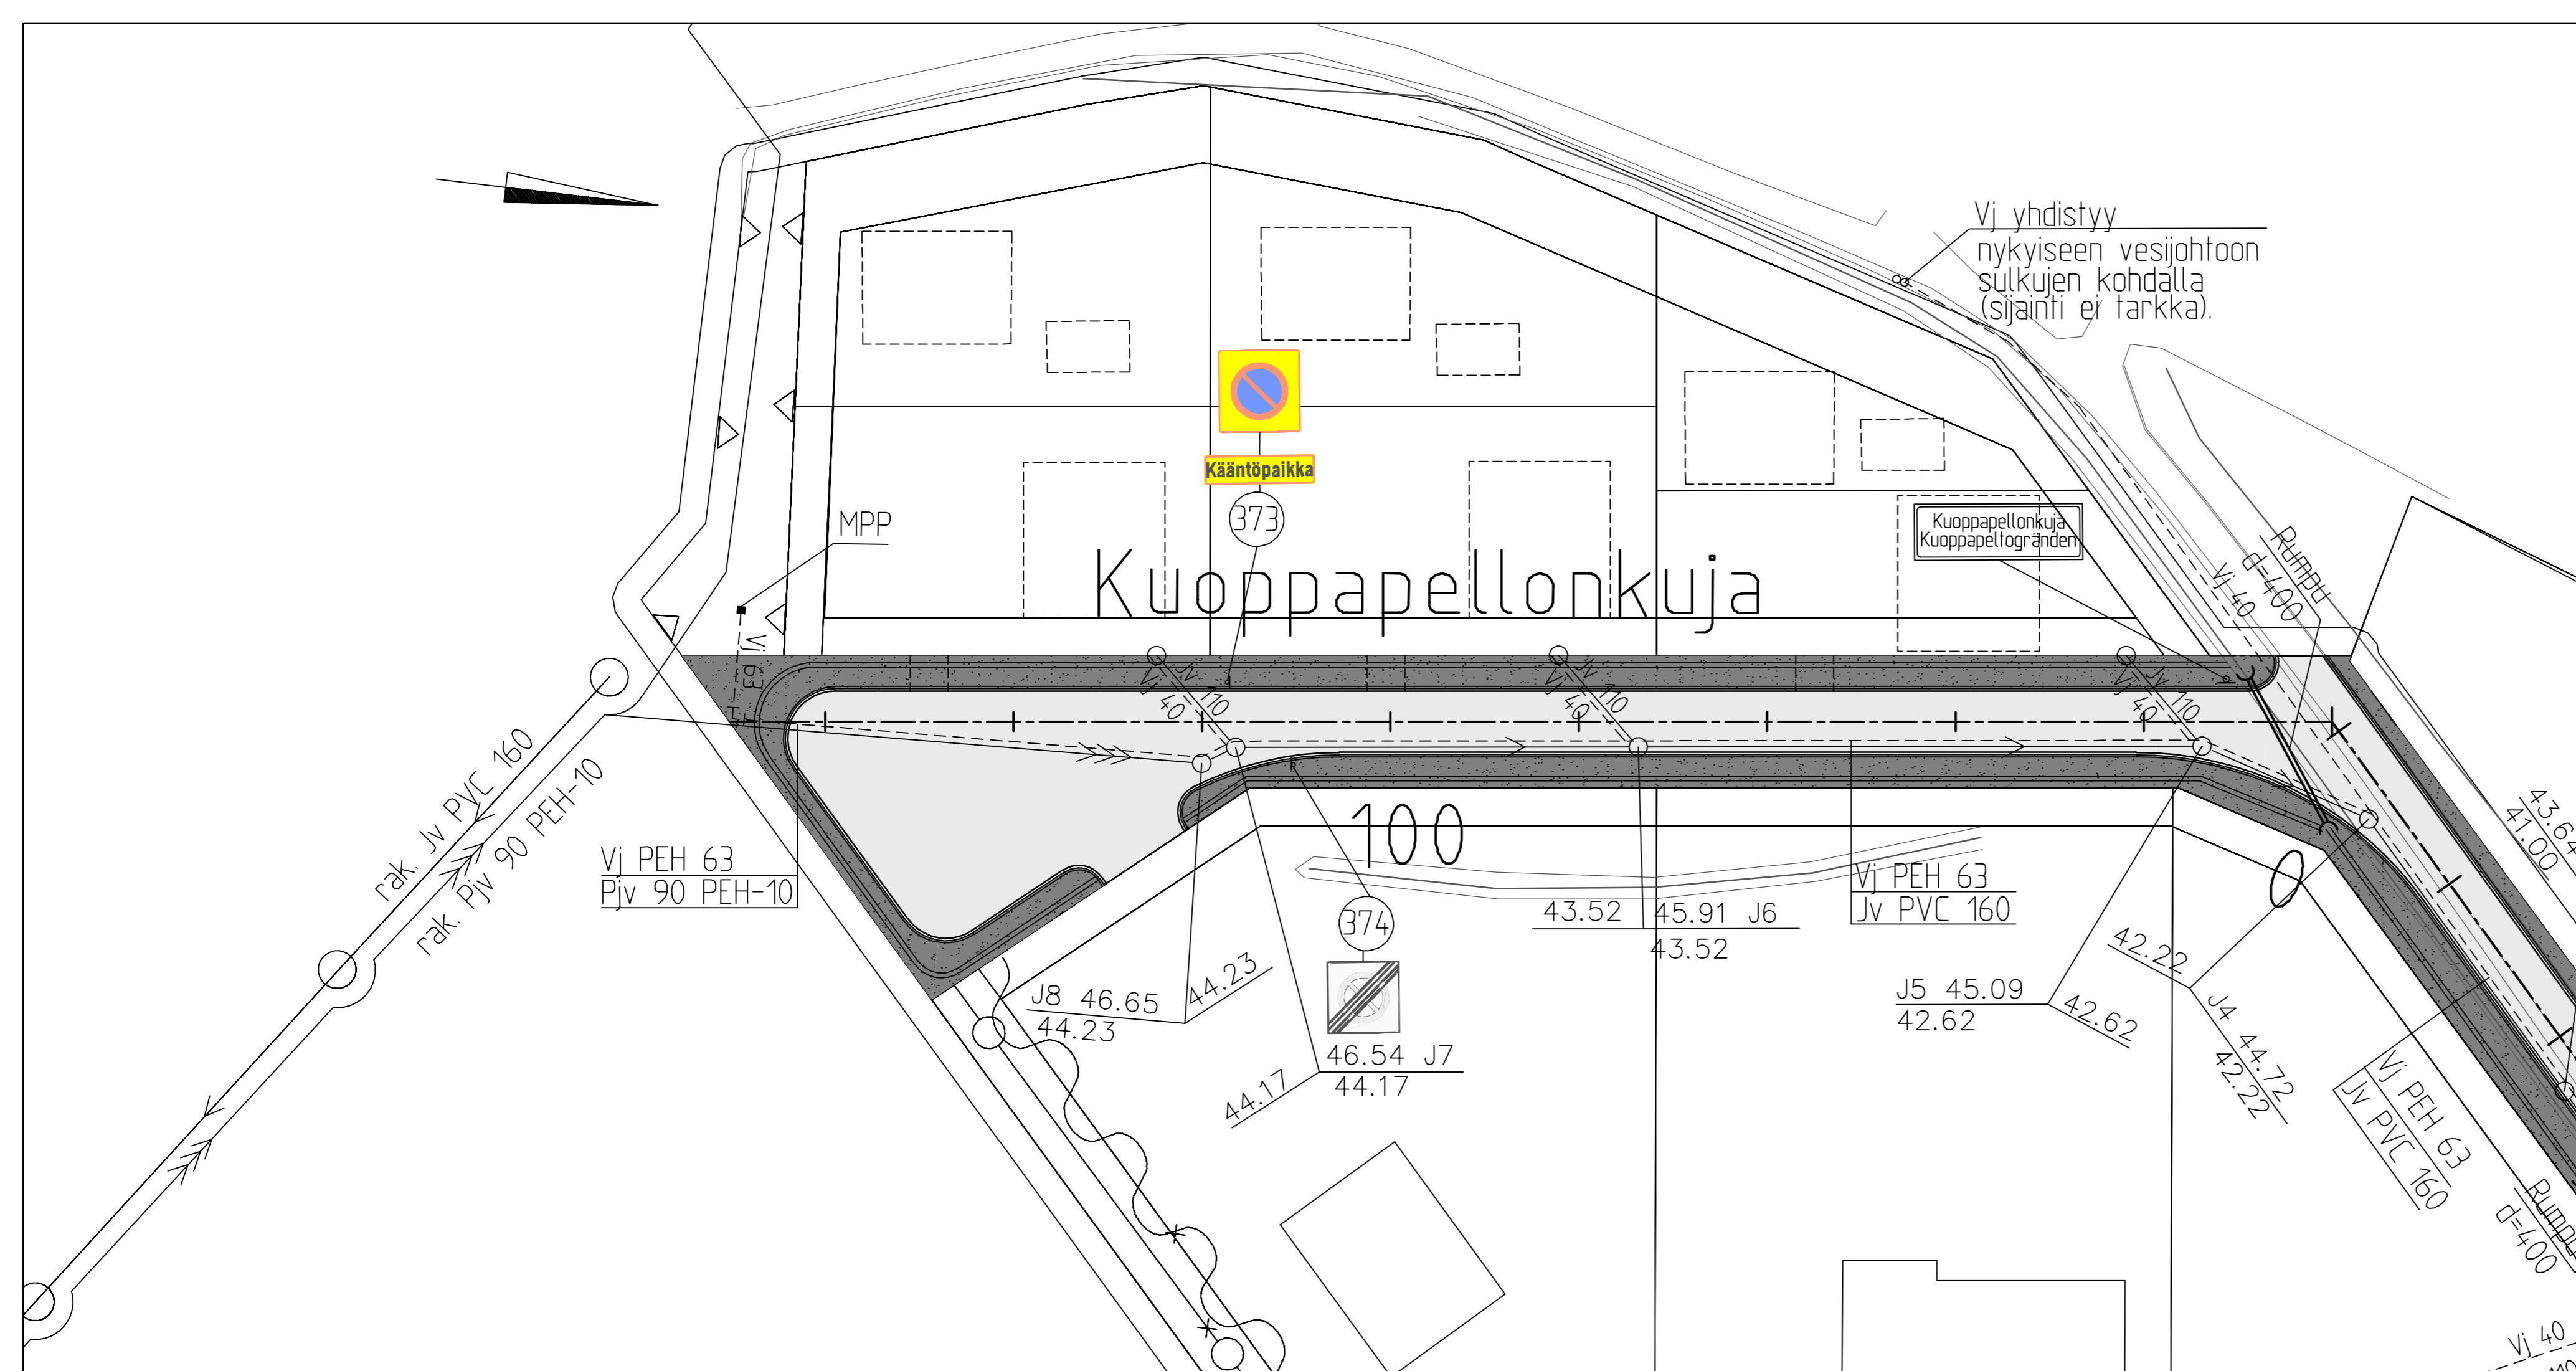 Vj yhdistyy
nykyiseen vesijohtoon
sulkujen kohdalla
(sijainti ei tarkka).
Kääntöpaikka
373
MPP
Kuoppapellonkuja
Kuoppapellonkuja
Kuoppapeltogränden
Rumpu
d=400
Vj 40
Vj 63
Jv 110
Vj 40
Jv 110
Vj 40
Jv 110
Vj 40
rak. Jv PVC 160
rak. Pjv 90 PEH-10
Vj PEH 63
Pjv 90 PEH-10
100
0
374
43.52
45.91 J6
43.52
Vj PEH 63
Jv PVC 160
43.64
41.00
J8 46.65
44.23
44.23
46.54 J7
44.17
44.17
J5 45.09
42.62
42.62
42.22
J4 44.72
42.22
Vj PEH 63
Jv PVC 160
Rumpu
d=400
Vj 40